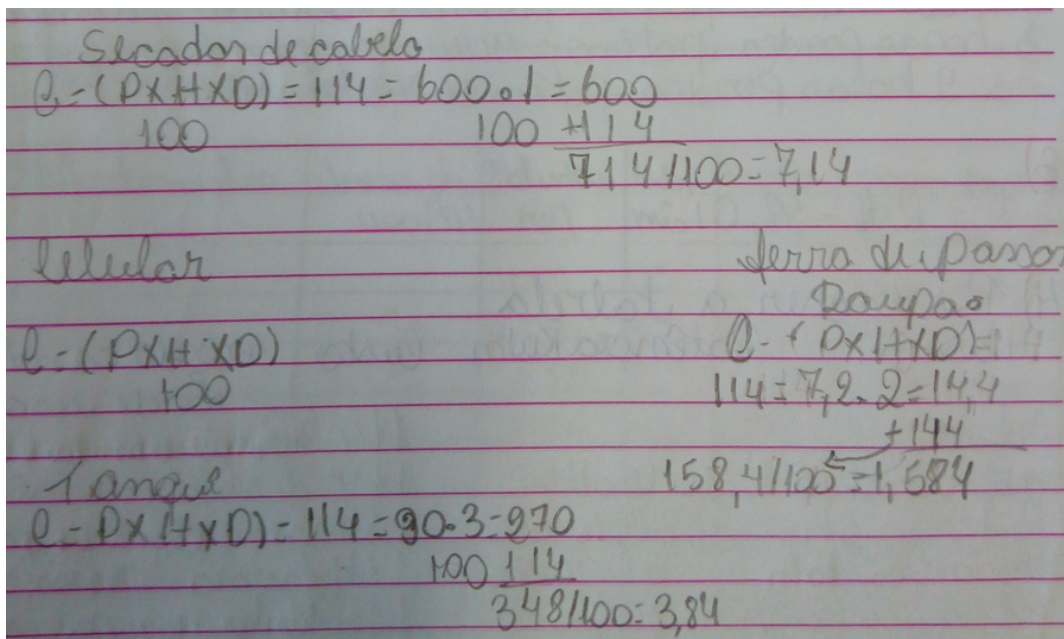 Secador de cabelo
C = (P X H X D) = 114 = 600 . 1 = 600
100 100 + 114
714/100 = 7,14
Celular
C = (P X H X D)
100
ferro de passar
Roupa
C = (P X H X D) =
114 = 7,2 . 2 = 14,4
+ 144
158,4/100 = 1,584
Tanque
C = P X H X D) = 114 = 90 . 3 = 270
100 114
348/100 = 3,84